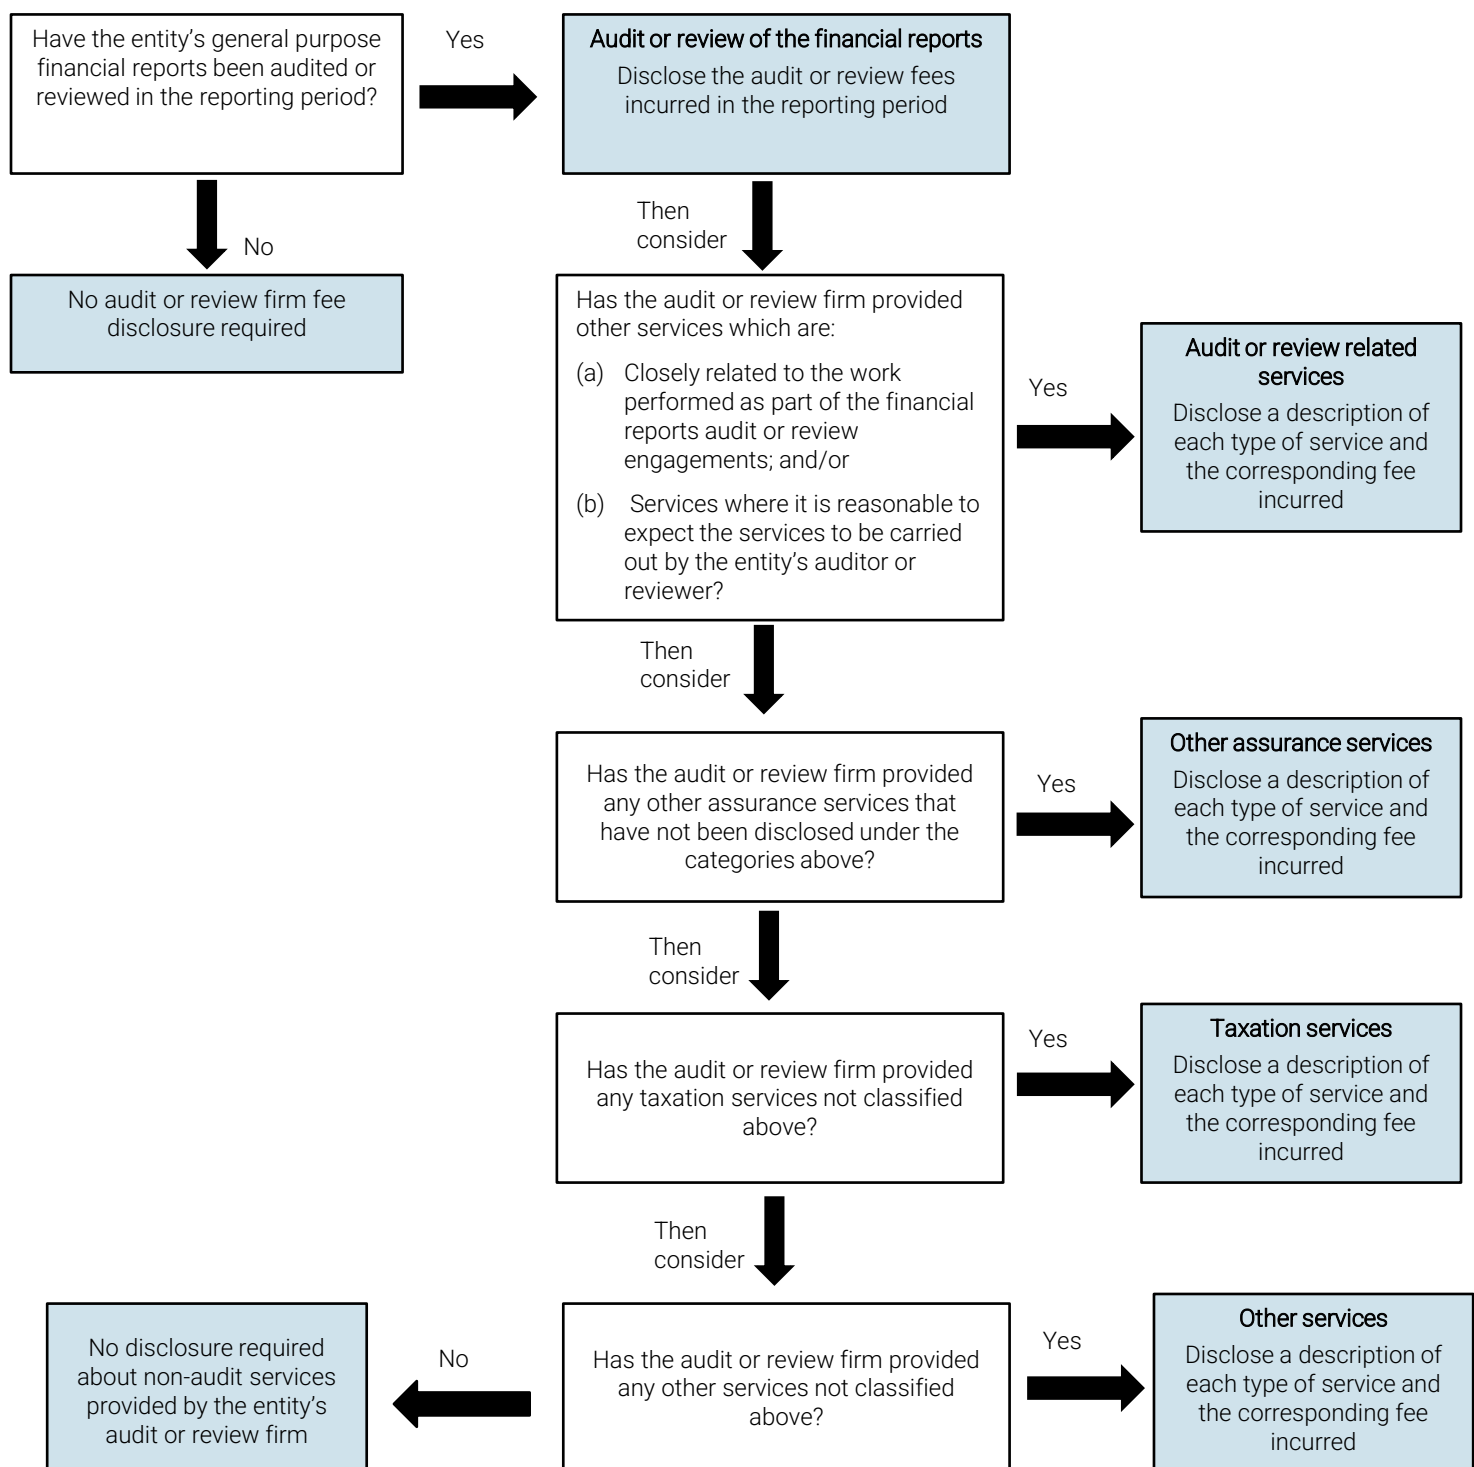 Have the entity's general purpose
financial reports been audited or
reviewed in the reporting period?
Yes
Audit or review of the financial reports
Disclose the audit or review fees
incurred in the reporting period
No
No audit or review firm fee
disclosure required
Then
consider
Has the audit or review firm provided
other services which are:
(a) Closely related to the work
performed as part of the financial
reports audit or review
engagements; and/or
(b) Services where it is reasonable to
expect the services to be carried
out by the entity's auditor or
reviewer?
Yes
Audit or review related
services
Disclose a description of
each type of service and
the corresponding fee
incurred
Then
consider
Has the audit or review firm provided
any other assurance services that
have not been disclosed under the
categories above?
Yes
Other assurance services
Disclose a description of
each type of service and
the corresponding fee
incurred
Then
consider
Has the audit or review firm provided
any taxation services not classified
above?
Yes
Taxation services
Disclose a description of
each type of service and
the corresponding fee
incurred
Then
consider
Has the audit or review firm provided
any other services not classified
above?
Yes
Other services
Disclose a description of
each type of service and
the corresponding fee
incurred
No
No disclosure required
about non-audit services
provided by the entity's
audit or review firm